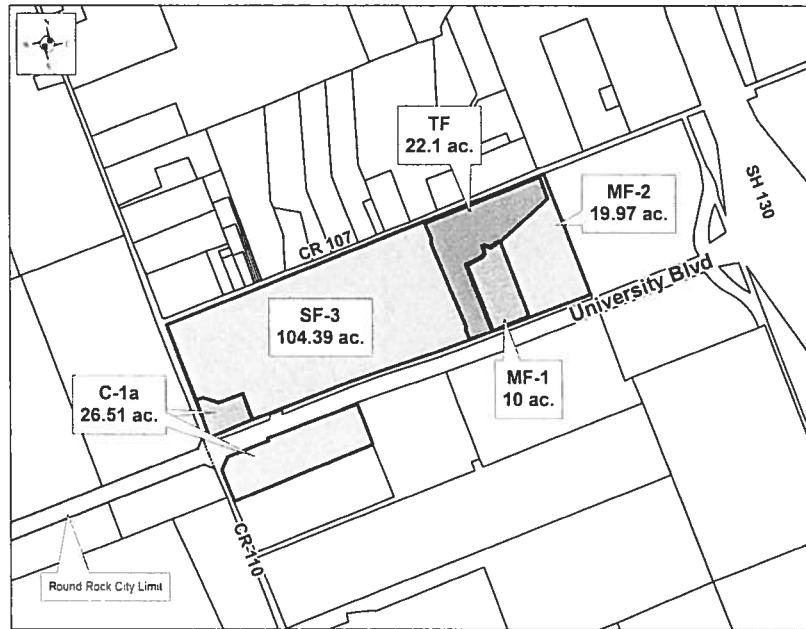 TF
22.1 ac.
MF-2
19.97 ac.
SH 130
CR 107
University Blvd
SF-3
104.39 ac.
C-1a
26.51 ac.
MF-1
10 ac.
CR 110
Round Rock City Limit